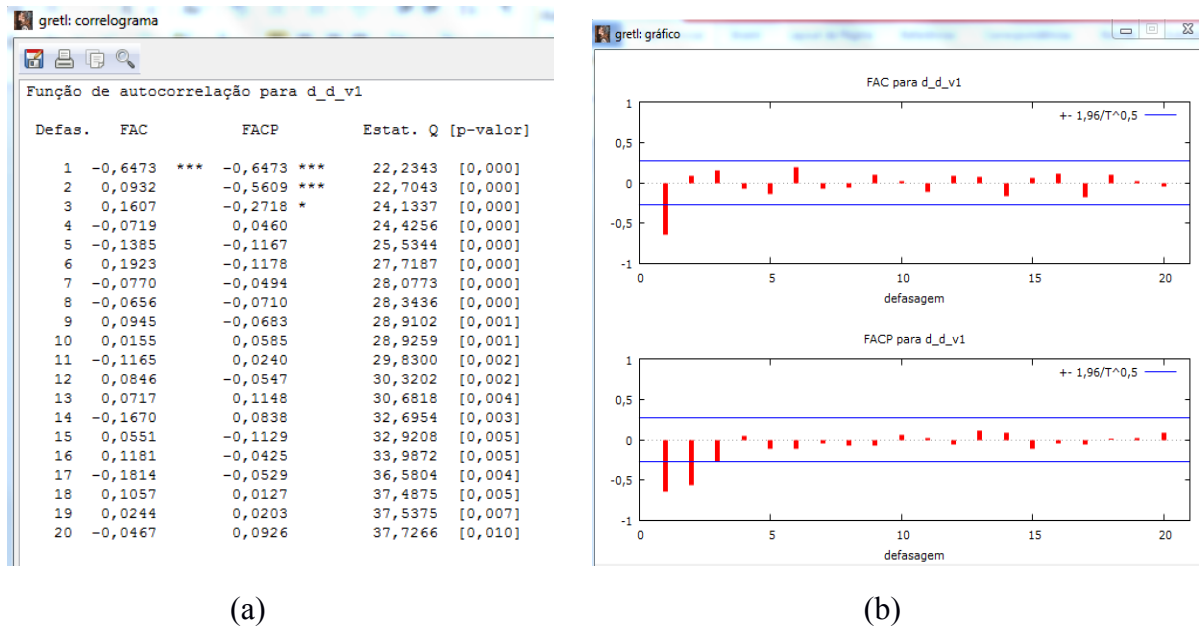 gretl: correlograma
Função de autocorrelação para d_d_v1
Defas. FAC FACP Estat. Q [p-valor]
1 -0,6473 *** -0,6473 *** 22,2343 [0,000]
2 0,0932 -0,5609 *** 22,7043 [0,000]
3 0,1607 -0,2718 * 24,1337 [0,000]
4 -0,0719 0,0460 24,4256 [0,000]
5 -0,1385 -0,1167 25,5344 [0,000]
6 0,1923 -0,1178 27,7187 [0,000]
7 -0,0770 -0,0494 28,0773 [0,000]
8 -0,0656 -0,0710 28,3436 [0,000]
9 0,0945 -0,0683 28,9102 [0,001]
10 0,0155 0,0585 28,9259 [0,001]
11 -0,1165 0,0240 29,8300 [0,002]
12 0,0846 -0,0547 30,3202 [0,002]
13 0,0717 0,1148 30,6818 [0,004]
14 -0,1670 0,0838 32,6954 [0,003]
15 0,0551 -0,1129 32,9208 [0,005]
16 0,1181 -0,0425 33,9872 [0,005]
17 -0,1814 -0,0529 36,5804 [0,004]
18 0,1057 0,0127 37,4875 [0,005]
19 0,0244 0,0203 37,5375 [0,007]
20 -0,0467 0,0926 37,7266 [0,010]
(a)
gretl: gráfico
FAC para d_d_v1
+- 1,96/T^0,5
1
0,5
0
-0,5
-1
0 5 10 15 20
defasagem
FACP para d_d_v1
+- 1,96/T^0,5
1
0,5
0
-0,5
-1
0 5 10 15 20
defasagem
(b)